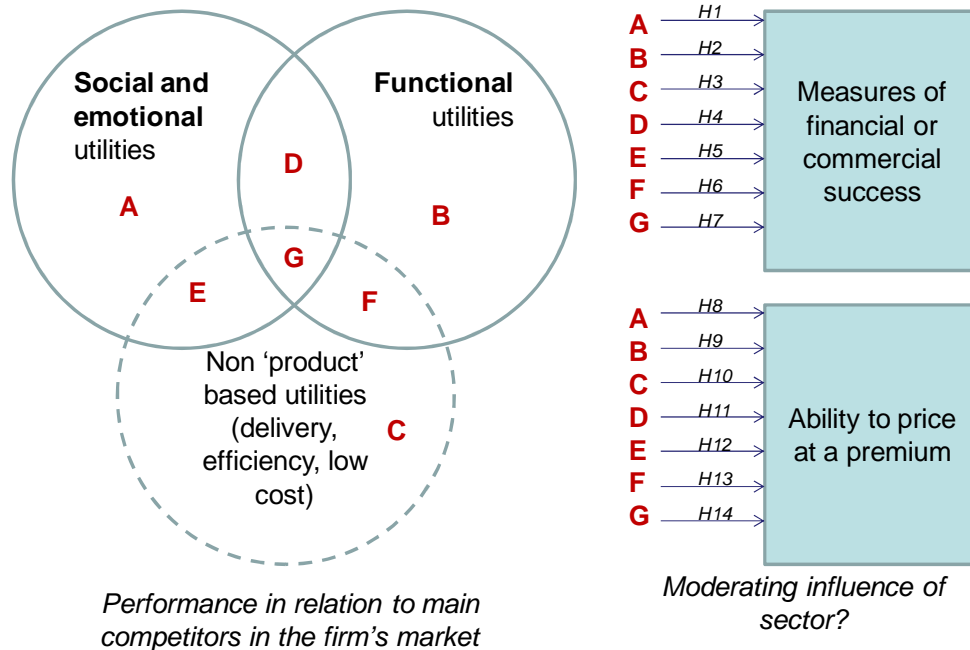 Social and
emotional
utilities
Functional
utilities
D
A
B
G
E
F
Non ‘product’
based utilities
(delivery,
efficiency, low
cost)
C
Performance in relation to main
competitors in the firm’s market
A H1
B H2
C H3
D H4
E H5
F H6
G H7
Measures of
financial or
commercial
success
A H8
B H9
C H10
D H11
E H12
F H13
G H14
Ability to price
at a premium
Moderating influence of
sector?